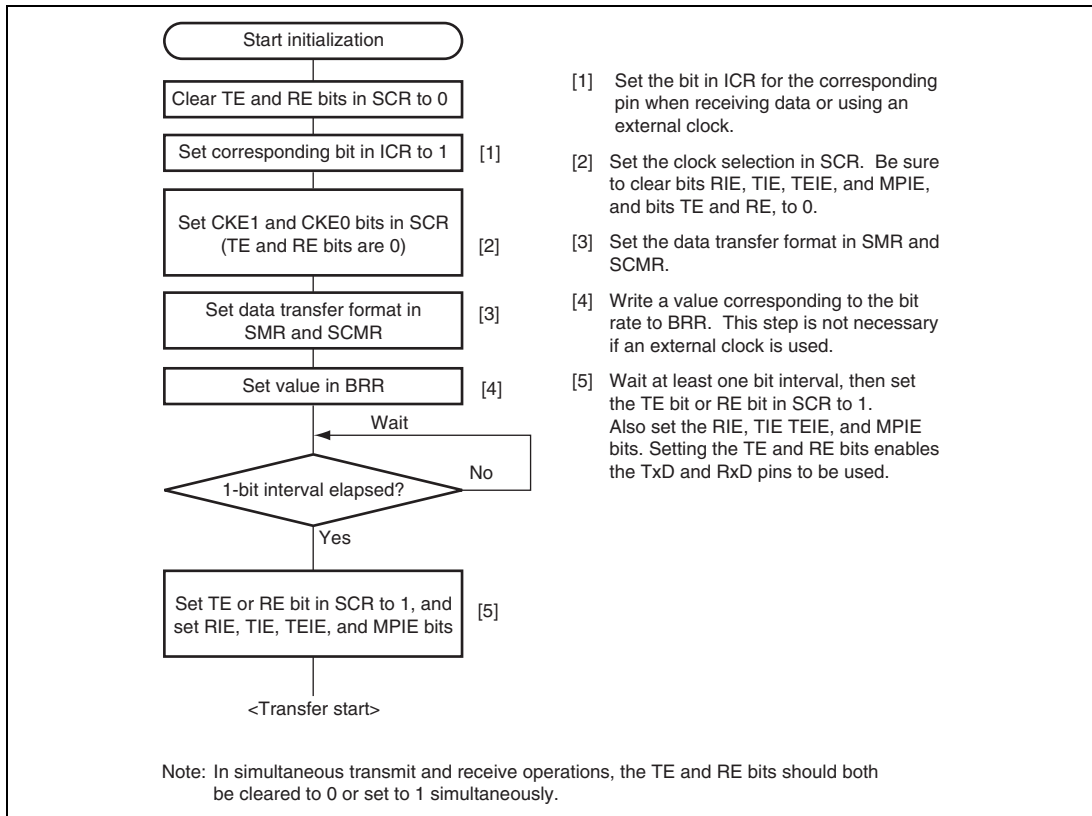 Start initialization
Clear TE and RE bits in SCR to 0
Set corresponding bit in ICR to 1
[1]
Set CKE1 and CKE0 bits in SCR
(TE and RE bits are 0)
[2]
Set data transfer format in
SMR and SCMR
[3]
Set value in BRR
[4]
Wait
No
1-bit interval elapsed?
Yes
Set TE or RE bit in SCR to 1, and
set RIE, TIE, TEIE, and MPIE bits
[5]
<Transfer start>
[1] Set the bit in ICR for the corresponding
pin when receiving data or using an
external clock.
[2] Set the clock selection in SCR. Be sure
to clear bits RIE, TIE, TEIE, and MPIE,
and bits TE and RE, to 0.
[3] Set the data transfer format in SMR and
SCMR.
[4] Write a value corresponding to the bit
rate to BRR. This step is not necessary
if an external clock is used.
[5] Wait at least one bit interval, then set
the TE bit or RE bit in SCR to 1.
Also set the RIE, TIE TEIE, and MPIE
bits. Setting the TE and RE bits enables
the TxD and RxD pins to be used.
Note: In simultaneous transmit and receive operations, the TE and RE bits should both
be cleared to 0 or set to 1 simultaneously.